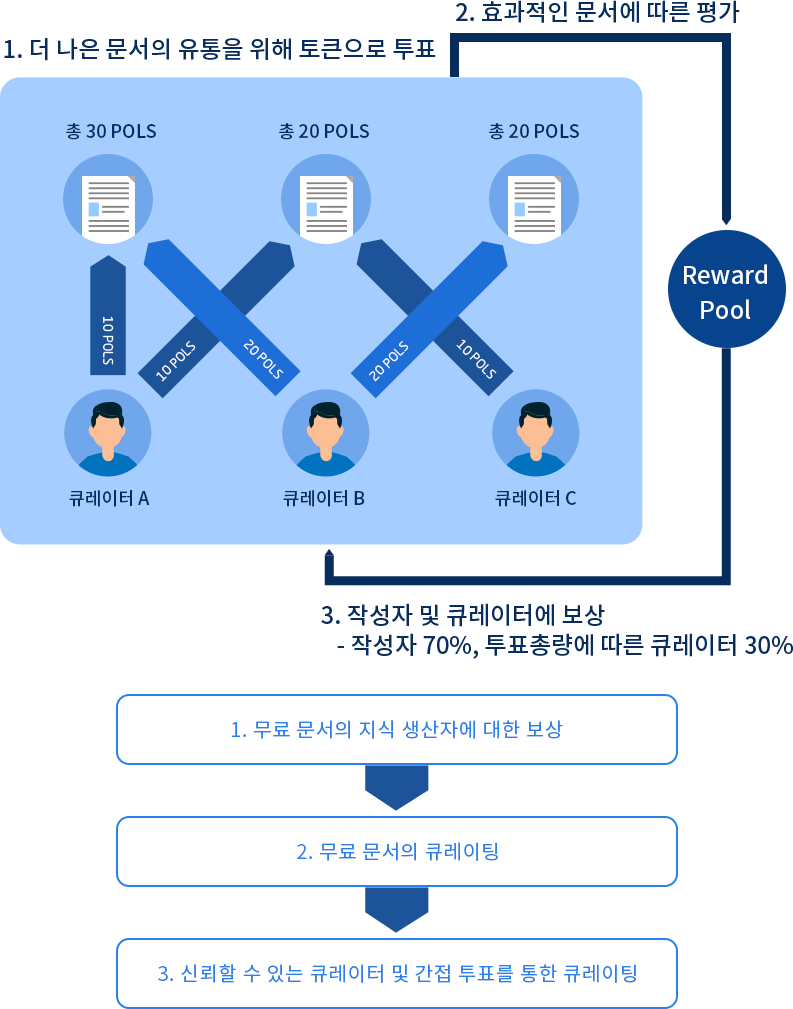 2. 효과적인 문서에 따른 평가
1. 더 나은 문서의 유통을 위해 토큰으로 투표
총 30 POLS
총 20 POLS
총 20 POLS
Reward
Pool
10 POLS
10 POLS
20 POLS
20 POLS
10 POLS
큐레이터 A
큐레이터 B
큐레이터 C
3. 작성자 및 큐레이터에 보상
- 작성자 70%, 투표총량에 따른 큐레이터 30%
1. 무료 문서의 지식 생산자에 대한 보상
2. 무료 문서의 큐레이팅
3. 신뢰할 수 있는 큐레이터 및 간접 투표를 통한 큐레이팅